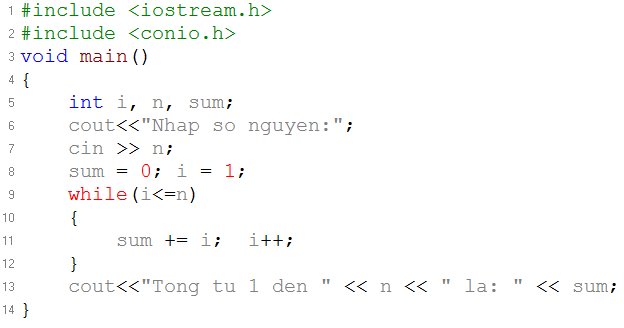 1 #include <iostream.h>
2 #include <conio.h>
3 void main()
4 {
5 int i, n, sum;
6 cout<<"Nhap so nguyen:";
7 cin >> n;
8 sum = 0; i = 1;
9 while(i<=n)
10 {
11 sum += i; i++;
12 }
13 cout<<"Tong tu 1 den " << n << " la: " << sum;
14 }